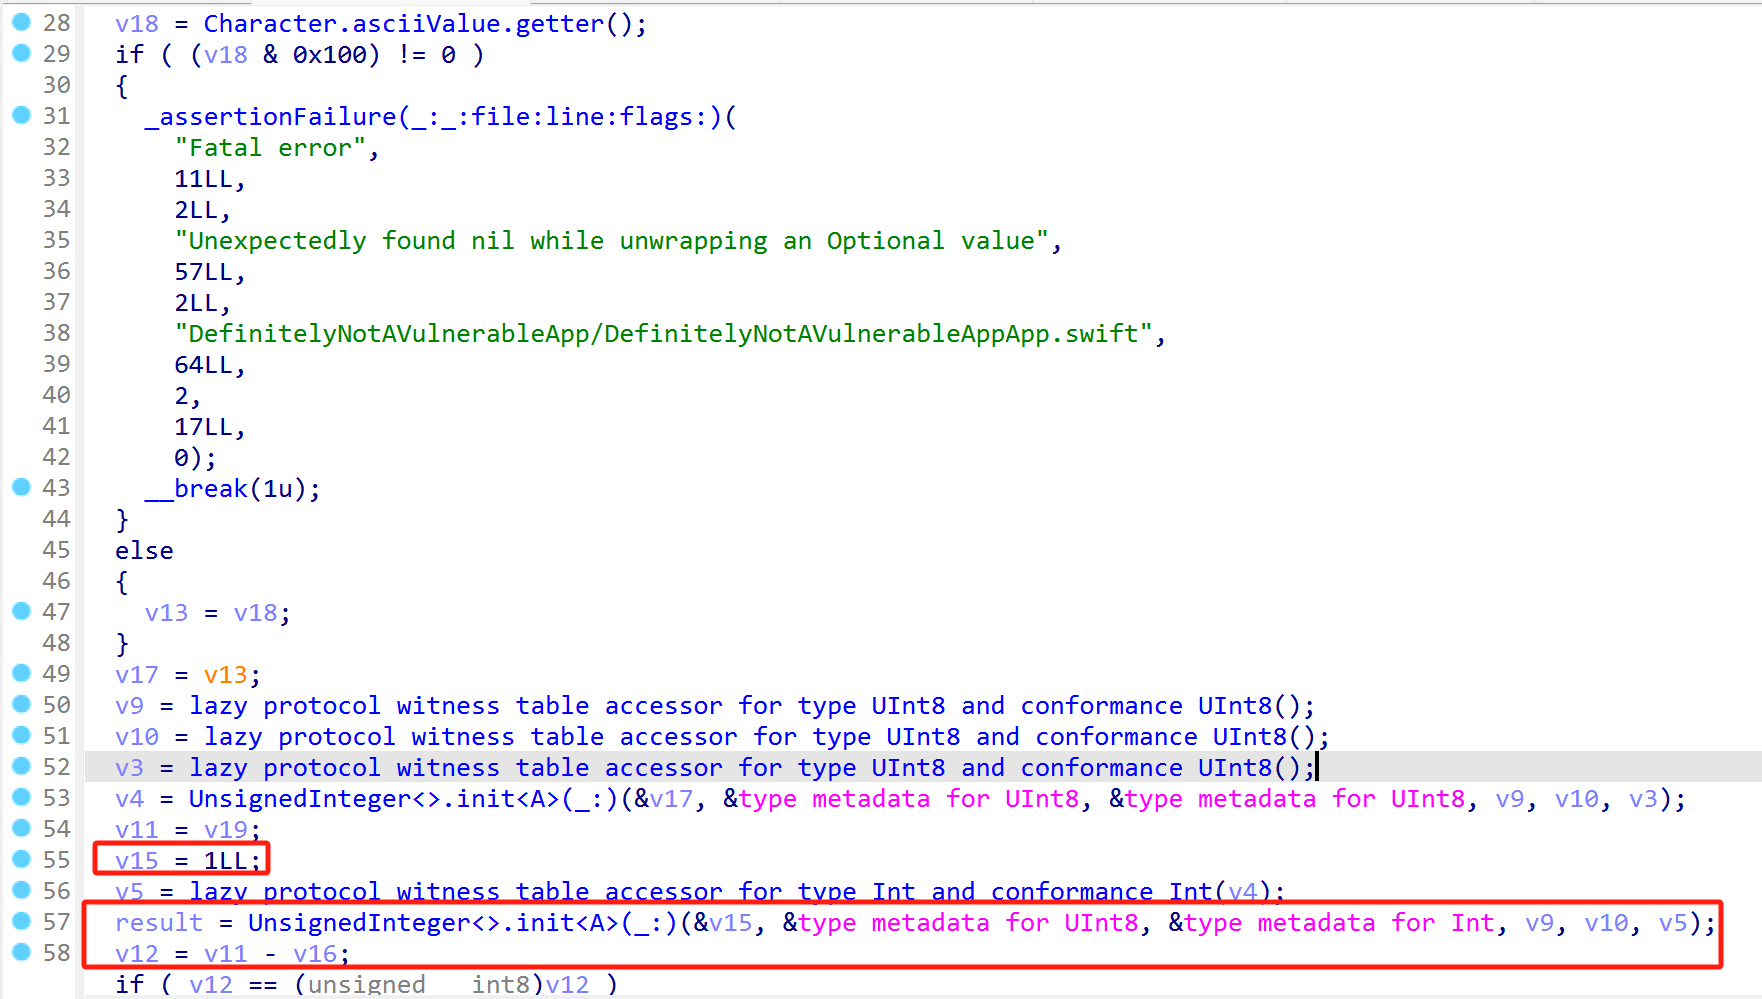 28 v18 = Character.asciiValue.getter();
29 if ( (v18 & 0x100) != 0 )
30 {
31 _assertionFailure(_:_:file:line:flags:)(
32 "Fatal error",
33 11LL,
34 2LL,
35 "Unexpectedly found nil while unwrapping an Optional value",
36 57LL,
37 2LL,
38 "DefinitelyNotAVulnerableApp/DefinitelyNotAVulnerableAppApp.swift",
39 64LL,
40 2,
41 17LL,
42 0);
43 __break(1u);
44 }
45 else
46 {
47 v13 = v18;
48 }
49 v17 = v13;
50 v9 = lazy protocol witness table accessor for type UInt8 and conformance UInt8();
51 v10 = lazy protocol witness table accessor for type UInt8 and conformance UInt8();
52 v3 = lazy protocol witness table accessor for type UInt8 and conformance UInt8();
53 v4 = UnsignedInteger<>.init<A>(_:)(&v17, &type metadata for UInt8, &type metadata for UInt8, v9, v10, v3);
54 v11 = v19;
55 v15 = 1LL;
56 v5 = lazy protocol witness table accessor for type Int and conformance Int(v4);
57 result = UnsignedInteger<>.init<A>(_:)(&v15, &type metadata for UInt8, &type metadata for Int, v9, v10, v5);
58 v12 = v11 - v16;
if ( v12 == (unsigned __int8)v12 )